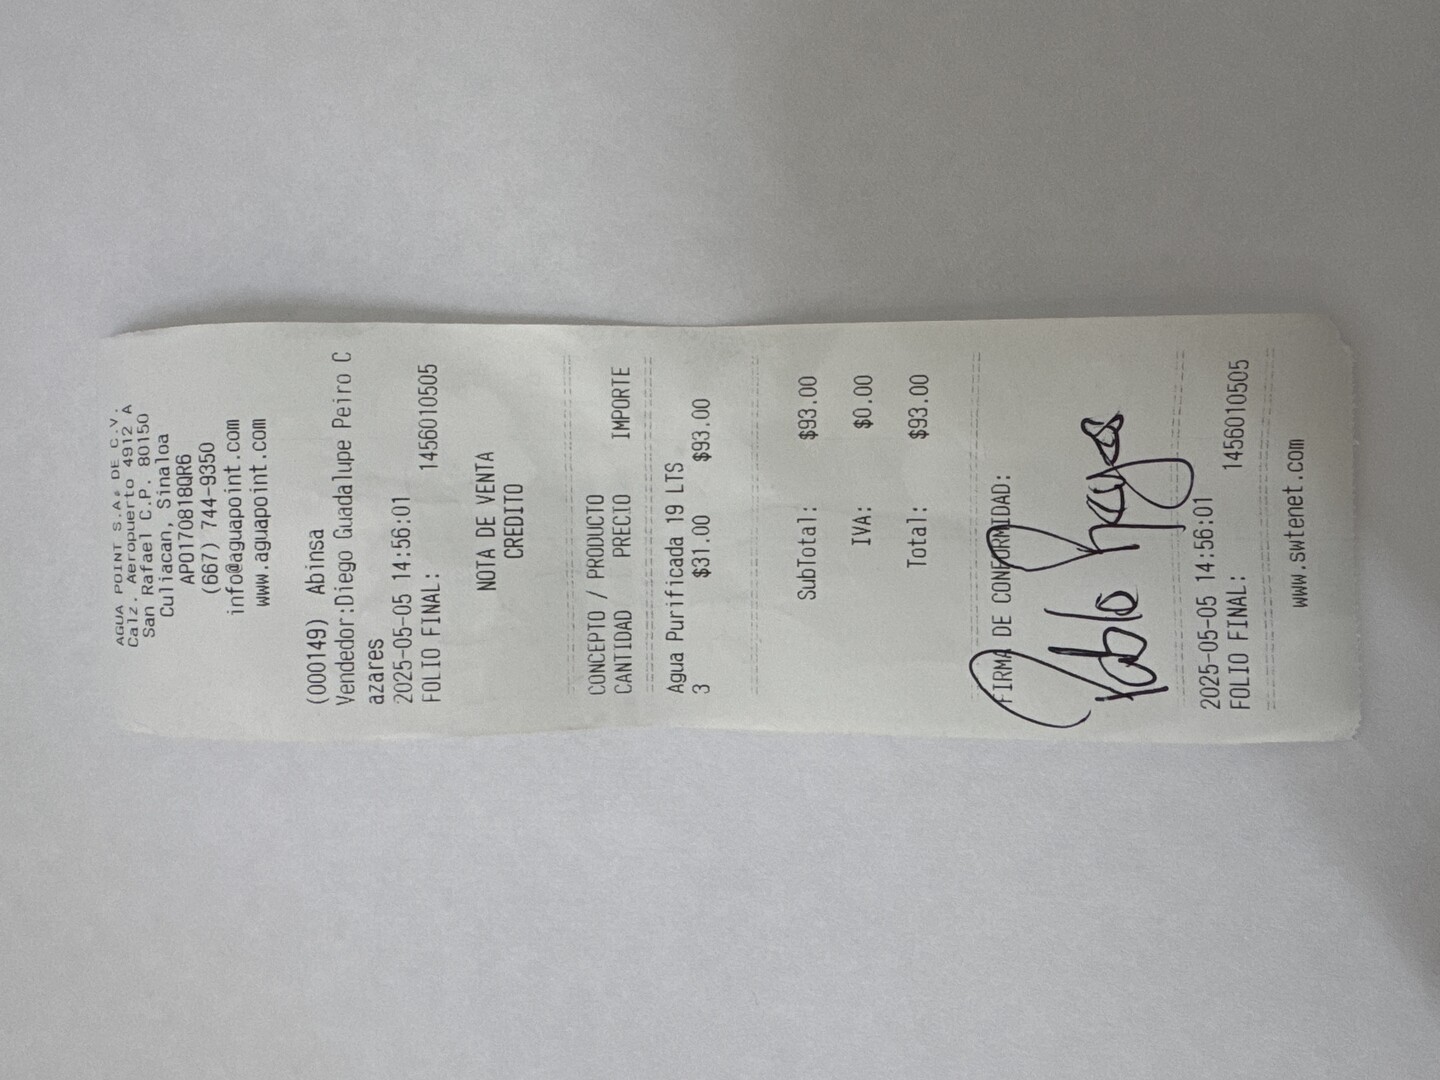 AGUA POINT S.A. DE C.V.
Calz. Aeropuerto 4912 A
San Rafael C.P. 80150
Culiacan, Sinaloa
APO170818QR6
(667) 744-9350
info@aguapoint.com
www.aguapoint.com
(000149) Abinsa
Vendedor:Diego Guadalupe Peiro C
azares
2025-05-05 14:56:01
FOLIO FINAL: 1456010505
NOTA DE VENTA
CREDITO
CONCEPTO / PRODUCTO
CANTIDAD / PRECIO IMPORTE
Agua Purificada 19 LTS
3 $31.00 $93.00
SubTotal: $93.00
IVA: $0.00
Total: $93.00
FIRMA DE CONFORMIDAD:
Pablo
2025-05-05 14:56:01
FOLIO FINAL: 1456010505
www.swtenet.com